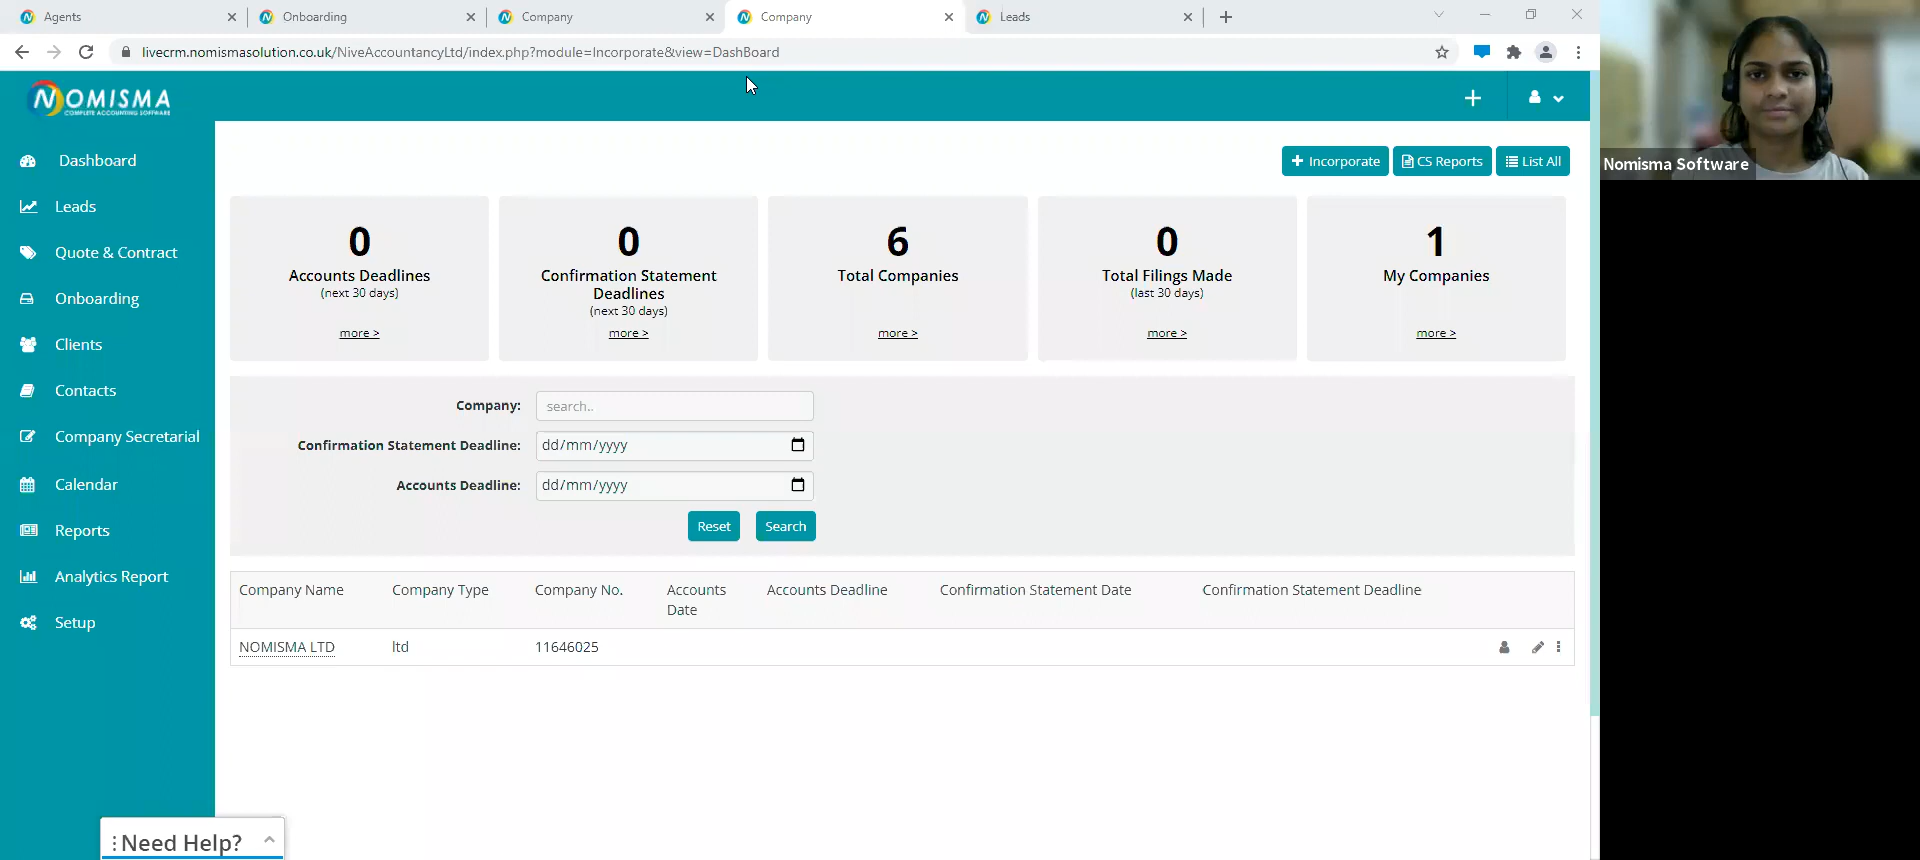 Agents
Onboarding
Company
Company
Leads
livecrm.nomismasolution.co.uk/NiveAccountancyLtd/index.php?module=Incorporate&view=DashBoard
NOMISMA
COMPLETE ACCOUNTING SOFTWARE
Dashboard
Leads
Quote & Contract
Onboarding
Clients
Contacts
Company Secretarial
Calendar
Reports
Analytics Report
Setup
Incorporate
CS Reports
List All
0
Accounts Deadlines
(next 30 days)
more >
0
Confirmation Statement
Deadlines
(next 30 days)
more >
6
Total Companies
more >
0
Total Filings Made
(last 30 days)
more >
1
My Companies
more >
Company:
search..
Confirmation Statement Deadline:
dd/mm/yyyy
Accounts Deadline:
dd/mm/yyyy
Reset
Search
Company Name
Company Type
Company No.
Accounts
Date
Accounts Deadline
Confirmation Statement Date
Confirmation Statement Deadline
NOMISMA LTD
ltd
11646025
Need Help?
Nomisma Software